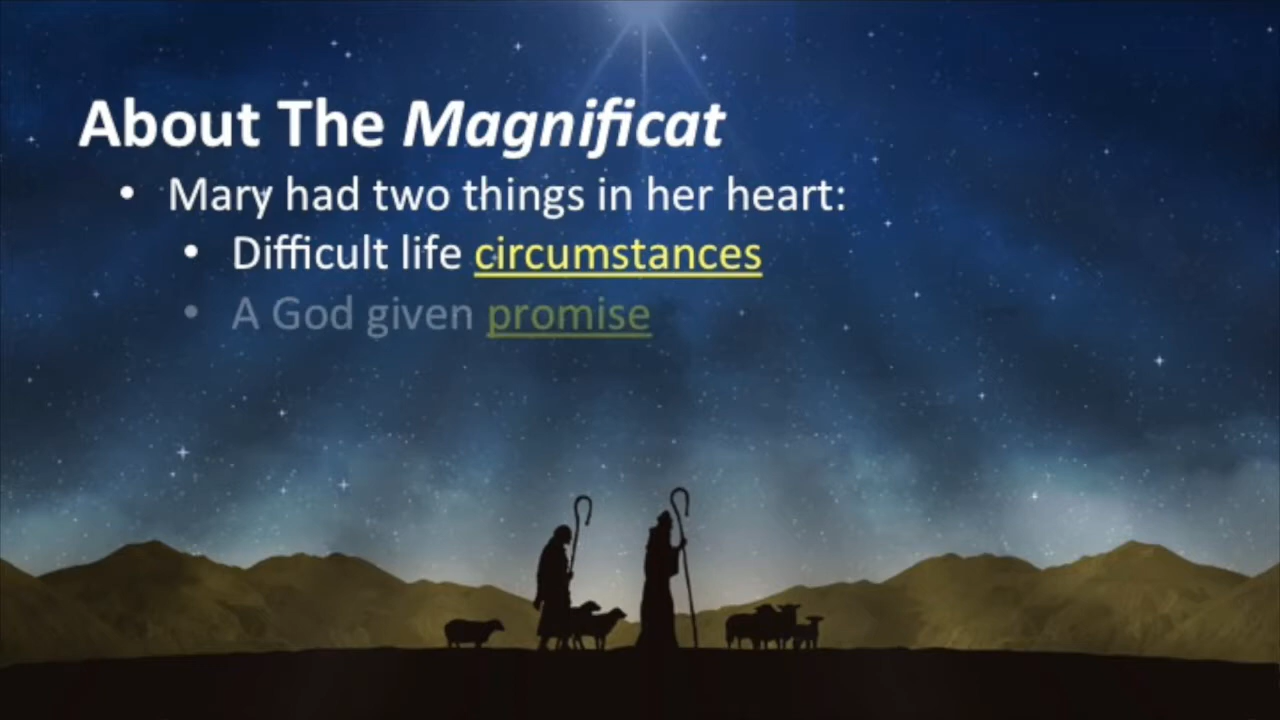 About The Magnificat
• Mary had two things in her heart:
• Difficult life circumstances
• A God given promise